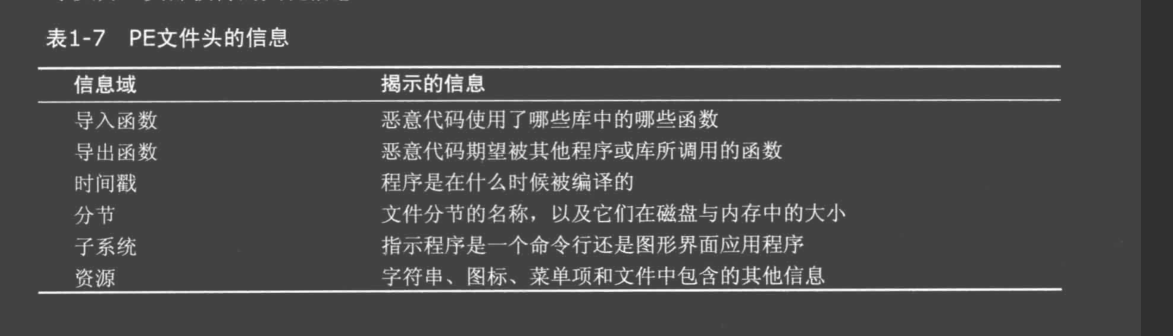 表1-7 PE文件头的信息
信息域 揭示的信息
导入函数 恶意代码使用了哪些库中的哪些函数
导出函数 恶意代码期望被其他程序或库所调用的函数
时间戳 程序是在什么时候被编译的
分节 文件分节的名称，以及它们在磁盘与内存中的大小
子系统 指示程序是一个命令行还是图形界面应用程序
资源 字符串、图标、菜单项和文件中包含的其他信息